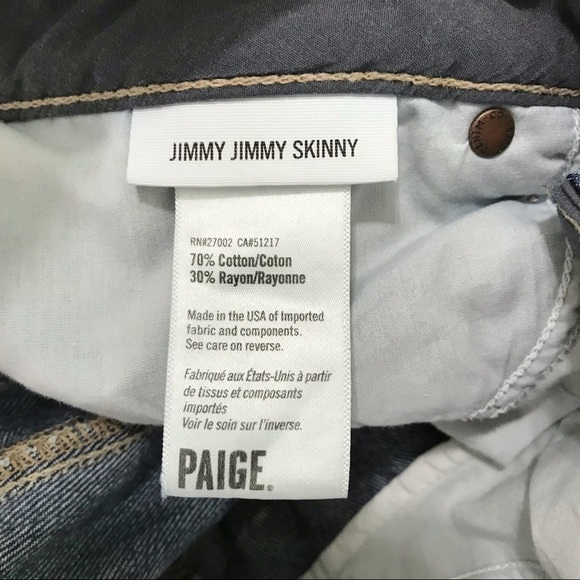 JIMMY JIMMY SKINNY
RN#27002 CA#51217
70% Cotton/Coton
30% Rayon/Rayonne
Made in the USA of Imported
fabric and components.
See care on reverse.
Fabriqué aux États-Unis à partir
de tissus et composants
importés
Voir le soin sur l'inverse.
PAIGE.